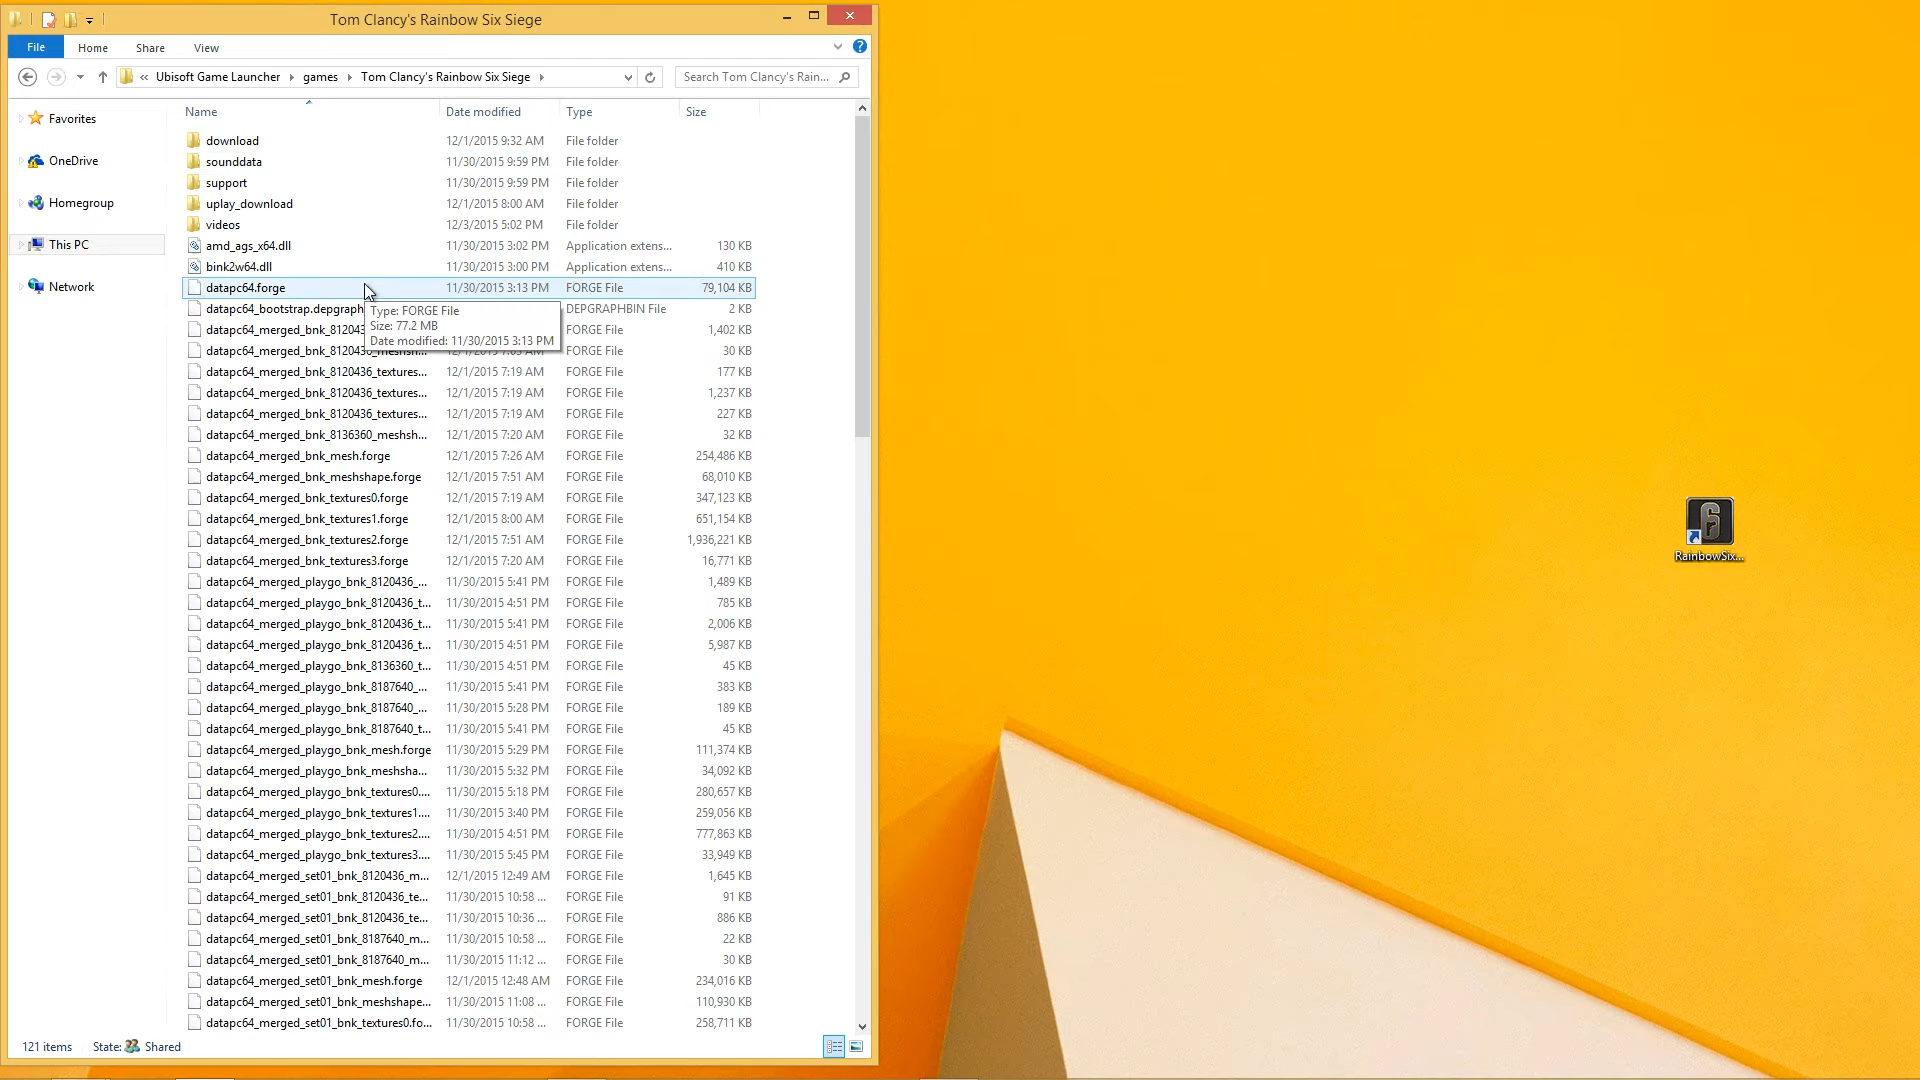 Tom Clancy's Rainbow Six Siege
File Home Share View
« Ubisoft Game Launcher games Tom Clancy's Rainbow Six Siege Search Tom Clancy's Rain...
Favorites
OneDrive
Homegroup
This PC
Network
Name Date modified Type Size
download 12/1/2015 9:32 AM File folder
sounddata 11/30/2015 9:59 PM File folder
support 11/30/2015 9:59 PM File folder
uplay_download 12/1/2015 8:00 AM File folder
videos 12/3/2015 5:02 PM File folder
amd_ags_x64.dll 11/30/2015 3:02 PM Application extens... 130 KB
bink2w64.dll 11/30/2015 3:00 PM Application extens... 410 KB
datapc64.forge 11/30/2015 3:13 PM FORGE File 79,104 KB
datapc64_bootstrap.depgraph DEPGRAPHBIN File 2 KB
Type: FORGE File
Size: 77.2 MB
Date modified: 11/30/2015 3:13 PM
datapc64_merged_bnk_812043 FORGE File 1,402 KB
datapc64_merged_bnk_8120436_meshsh... FORGE File 30 KB
datapc64_merged_bnk_8120436_textures... 12/1/2015 7:19 AM FORGE File 177 KB
datapc64_merged_bnk_8120436_textures... 12/1/2015 7:19 AM FORGE File 1,237 KB
datapc64_merged_bnk_8120436_textures... 12/1/2015 7:19 AM FORGE File 227 KB
datapc64_merged_bnk_8136360_meshsh... 12/1/2015 7:20 AM FORGE File 32 KB
datapc64_merged_bnk_mesh.forge 12/1/2015 7:26 AM FORGE File 254,486 KB
datapc64_merged_bnk_meshshape.forge 12/1/2015 7:51 AM FORGE File 68,010 KB
datapc64_merged_bnk_textures0.forge 12/1/2015 7:19 AM FORGE File 347,123 KB
datapc64_merged_bnk_textures1.forge 12/1/2015 8:00 AM FORGE File 651,154 KB
datapc64_merged_bnk_textures2.forge 12/1/2015 7:51 AM FORGE File 1,936,221 KB
datapc64_merged_bnk_textures3.forge 12/1/2015 7:20 AM FORGE File 16,771 KB
datapc64_merged_playgo_bnk_8120436_... 11/30/2015 5:41 PM FORGE File 1,489 KB
datapc64_merged_playgo_bnk_8120436_t... 11/30/2015 4:51 PM FORGE File 785 KB
datapc64_merged_playgo_bnk_8120436_t... 11/30/2015 5:41 PM FORGE File 2,006 KB
datapc64_merged_playgo_bnk_8120436_t... 11/30/2015 4:51 PM FORGE File 5,987 KB
datapc64_merged_playgo_bnk_8136360_t... 11/30/2015 4:51 PM FORGE File 45 KB
datapc64_merged_playgo_bnk_8187640_... 11/30/2015 5:41 PM FORGE File 383 KB
datapc64_merged_playgo_bnk_8187640_... 11/30/2015 5:28 PM FORGE File 189 KB
datapc64_merged_playgo_bnk_8187640_t... 11/30/2015 5:41 PM FORGE File 45 KB
datapc64_merged_playgo_bnk_mesh.forge 11/30/2015 5:29 PM FORGE File 111,374 KB
datapc64_merged_playgo_bnk_meshsha... 11/30/2015 5:32 PM FORGE File 34,092 KB
datapc64_merged_playgo_bnk_textures0.... 11/30/2015 5:18 PM FORGE File 280,657 KB
datapc64_merged_playgo_bnk_textures1.... 11/30/2015 3:40 PM FORGE File 259,056 KB
datapc64_merged_playgo_bnk_textures2.... 11/30/2015 4:51 PM FORGE File 777,863 KB
datapc64_merged_playgo_bnk_textures3.... 11/30/2015 5:45 PM FORGE File 33,949 KB
datapc64_merged_set01_bnk_8120436_m... 12/1/2015 12:49 AM FORGE File 1,645 KB
datapc64_merged_set01_bnk_8120436_te... 11/30/2015 10:58 ... FORGE File 91 KB
datapc64_merged_set01_bnk_8120436_te... 11/30/2015 10:36 ... FORGE File 886 KB
datapc64_merged_set01_bnk_8187640_m... 11/30/2015 10:58 ... FORGE File 22 KB
datapc64_merged_set01_bnk_8187640_m... 11/30/2015 11:12 ... FORGE File 30 KB
datapc64_merged_set01_bnk_mesh.forge 12/1/2015 12:48 AM FORGE File 234,016 KB
datapc64_merged_set01_bnk_meshshape... 11/30/2015 11:08 ... FORGE File 110,930 KB
datapc64_merged_set01_bnk_textures0.fo... 11/30/2015 10:58 ... FORGE File 258,711 KB
121 items State: Shared
6
RainbowSix...